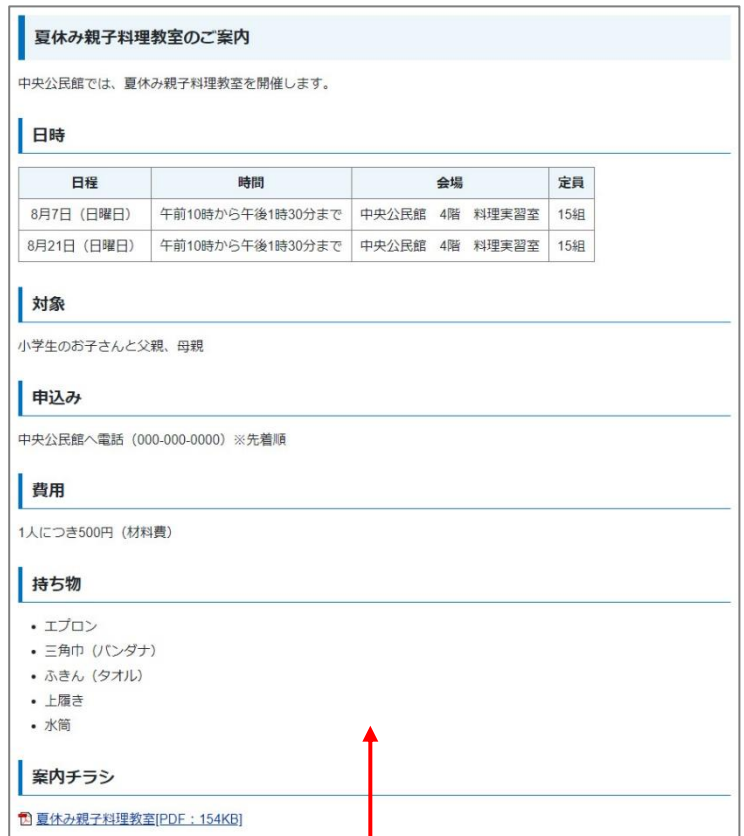 夏休み親子料理教室のご案内
中央公民館では、夏休み親子料理教室を開催します。
日時
日程 時間 会場 定員
8月7日（日曜日） 午前10時から午後1時30分まで 中央公民館　4階　料理実習室 15組
8月21日（日曜日） 午前10時から午後1時30分まで 中央公民館　4階　料理実習室 15組
対象
小学生のお子さんと父親、母親
申込み
中央公民館へ電話（000-000-0000）※先着順
費用
1人につき500円（材料費）
持ち物
• エプロン
• 三角巾（バンダナ）
• ふきん（タオル）
• 上履き
• 水筒
案内チラシ
夏休み親子料理教室[PDF：154KB]